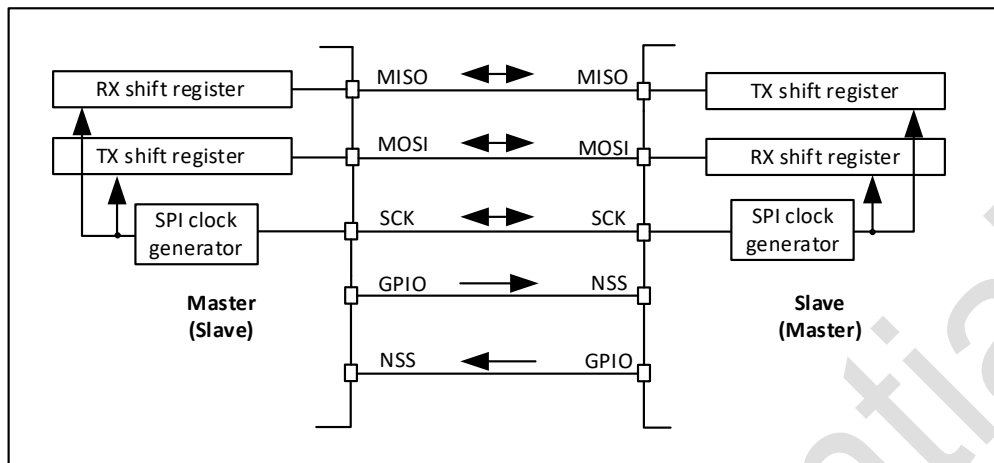 RX shift register
MISO
MISO
TX shift register
TX shift register
MOSI
MOSI
RX shift register
SPI clock
generator
SCK
SCK
SPI clock
generator
GPIO
NSS
Master
(Slave)
Slave
(Master)
NSS
GPIO